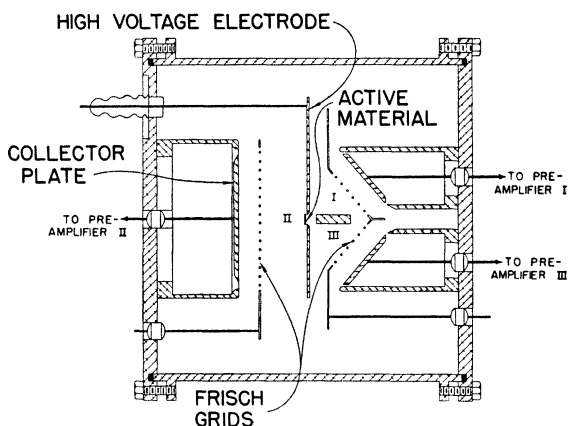 HIGH VOLTAGE ELECTRODE
ACTIVE
MATERIAL
COLLECTOR
PLATE
TO PRE-
AMPLIFIER I
I
TO PRE-
AMPLIFIER
II
II
III
TO PRE-
AMPLIFIER III
FRISCH
GRIDS